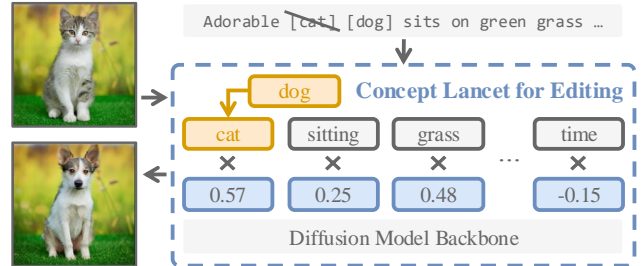 Adorable [cat] [dog] sits on green grass …
dog
Concept Lancet for Editing
cat sitting grass time
× × × … ×
0.57 0.25 0.48 -0.15
Diffusion Model Backbone